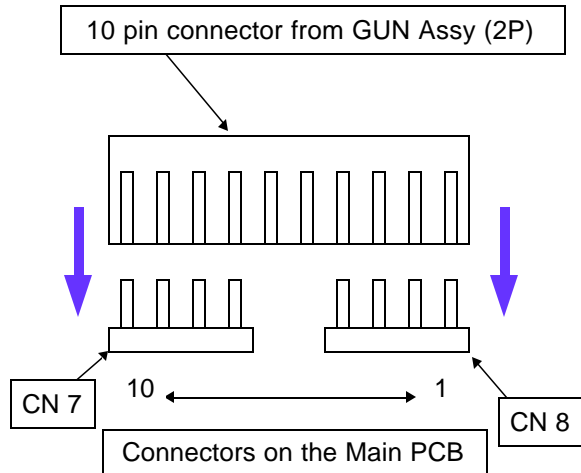 10 pin connector from GUN Assy (2P)
CN 7
10
1
CN 8
Connectors on the Main PCB